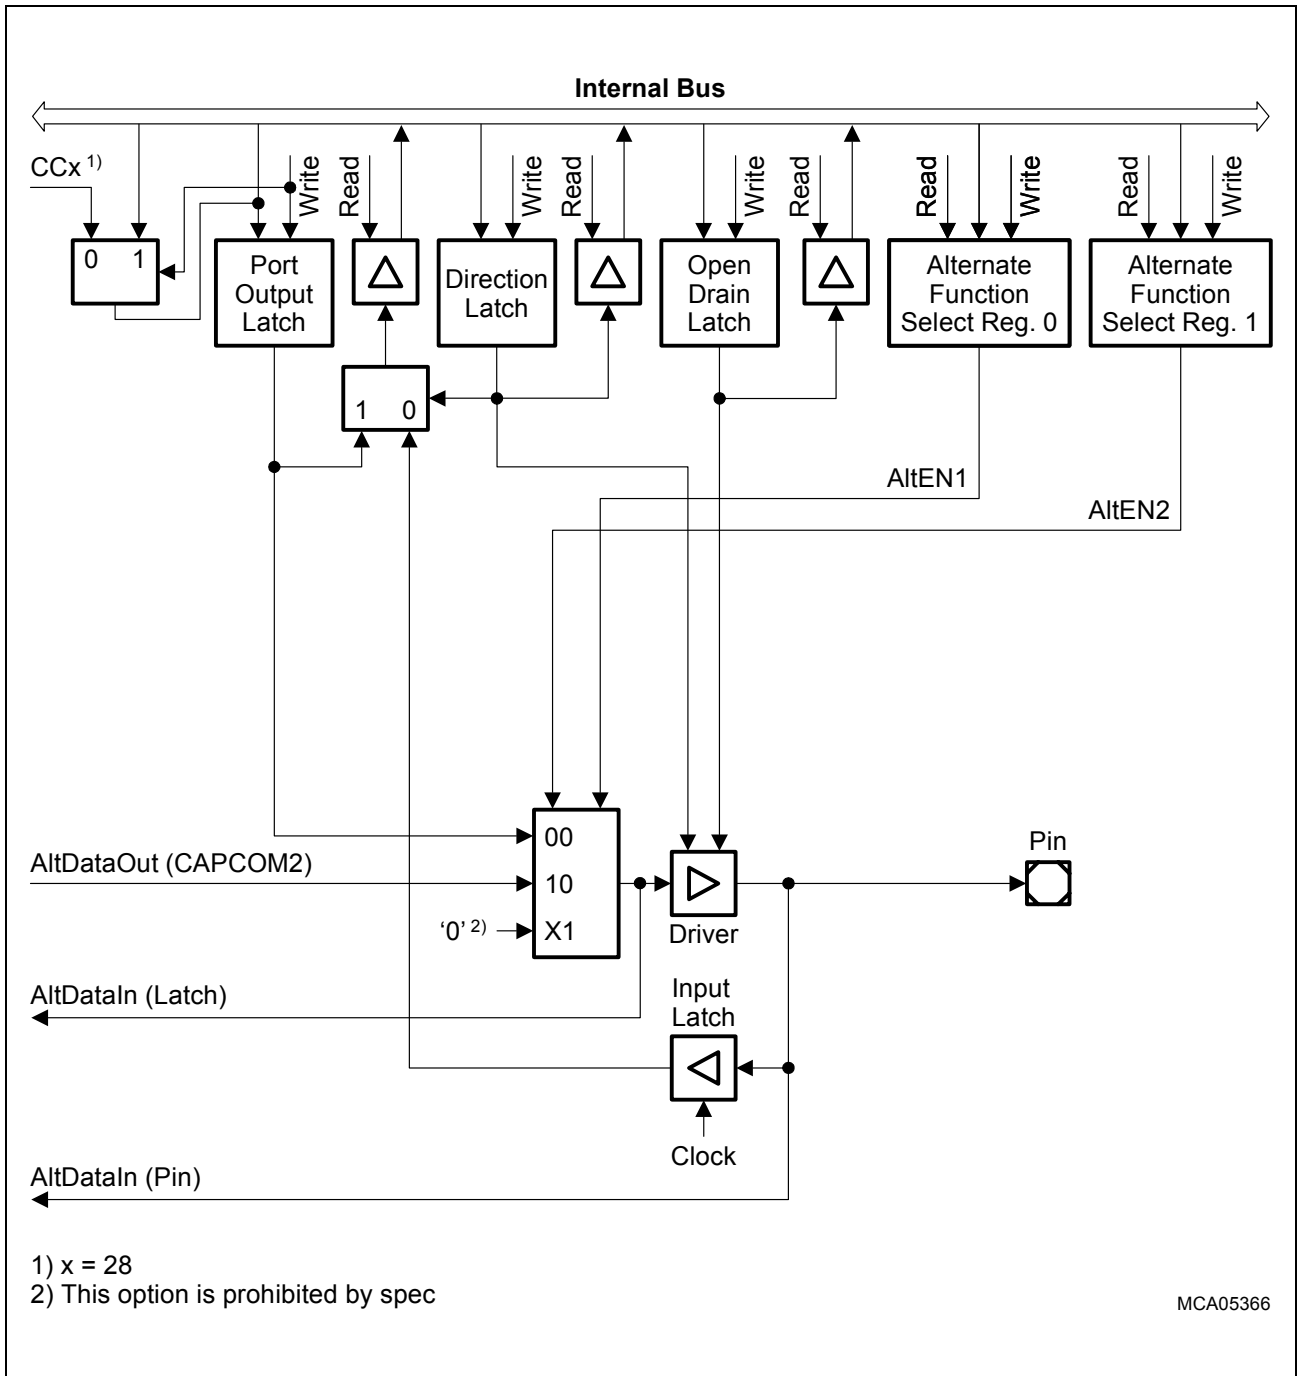 Internal Bus
CCx 1)
Write
Read
Write
Read
Write
Read
Read
Write
Read
Write
0 1
Port
Output
Latch
Direction
Latch
Open
Drain
Latch
Alternate
Function
Select Reg. 0
Alternate
Function
Select Reg. 1
1 0
AltEN1
AltEN2
AltDataOut (CAPCOM2)
00
10
'0' 2)
X1
Driver
Pin
AltDataIn (Latch)
Input
Latch
Clock
AltDataIn (Pin)
1) x = 28
2) This option is prohibited by spec
MCA05366